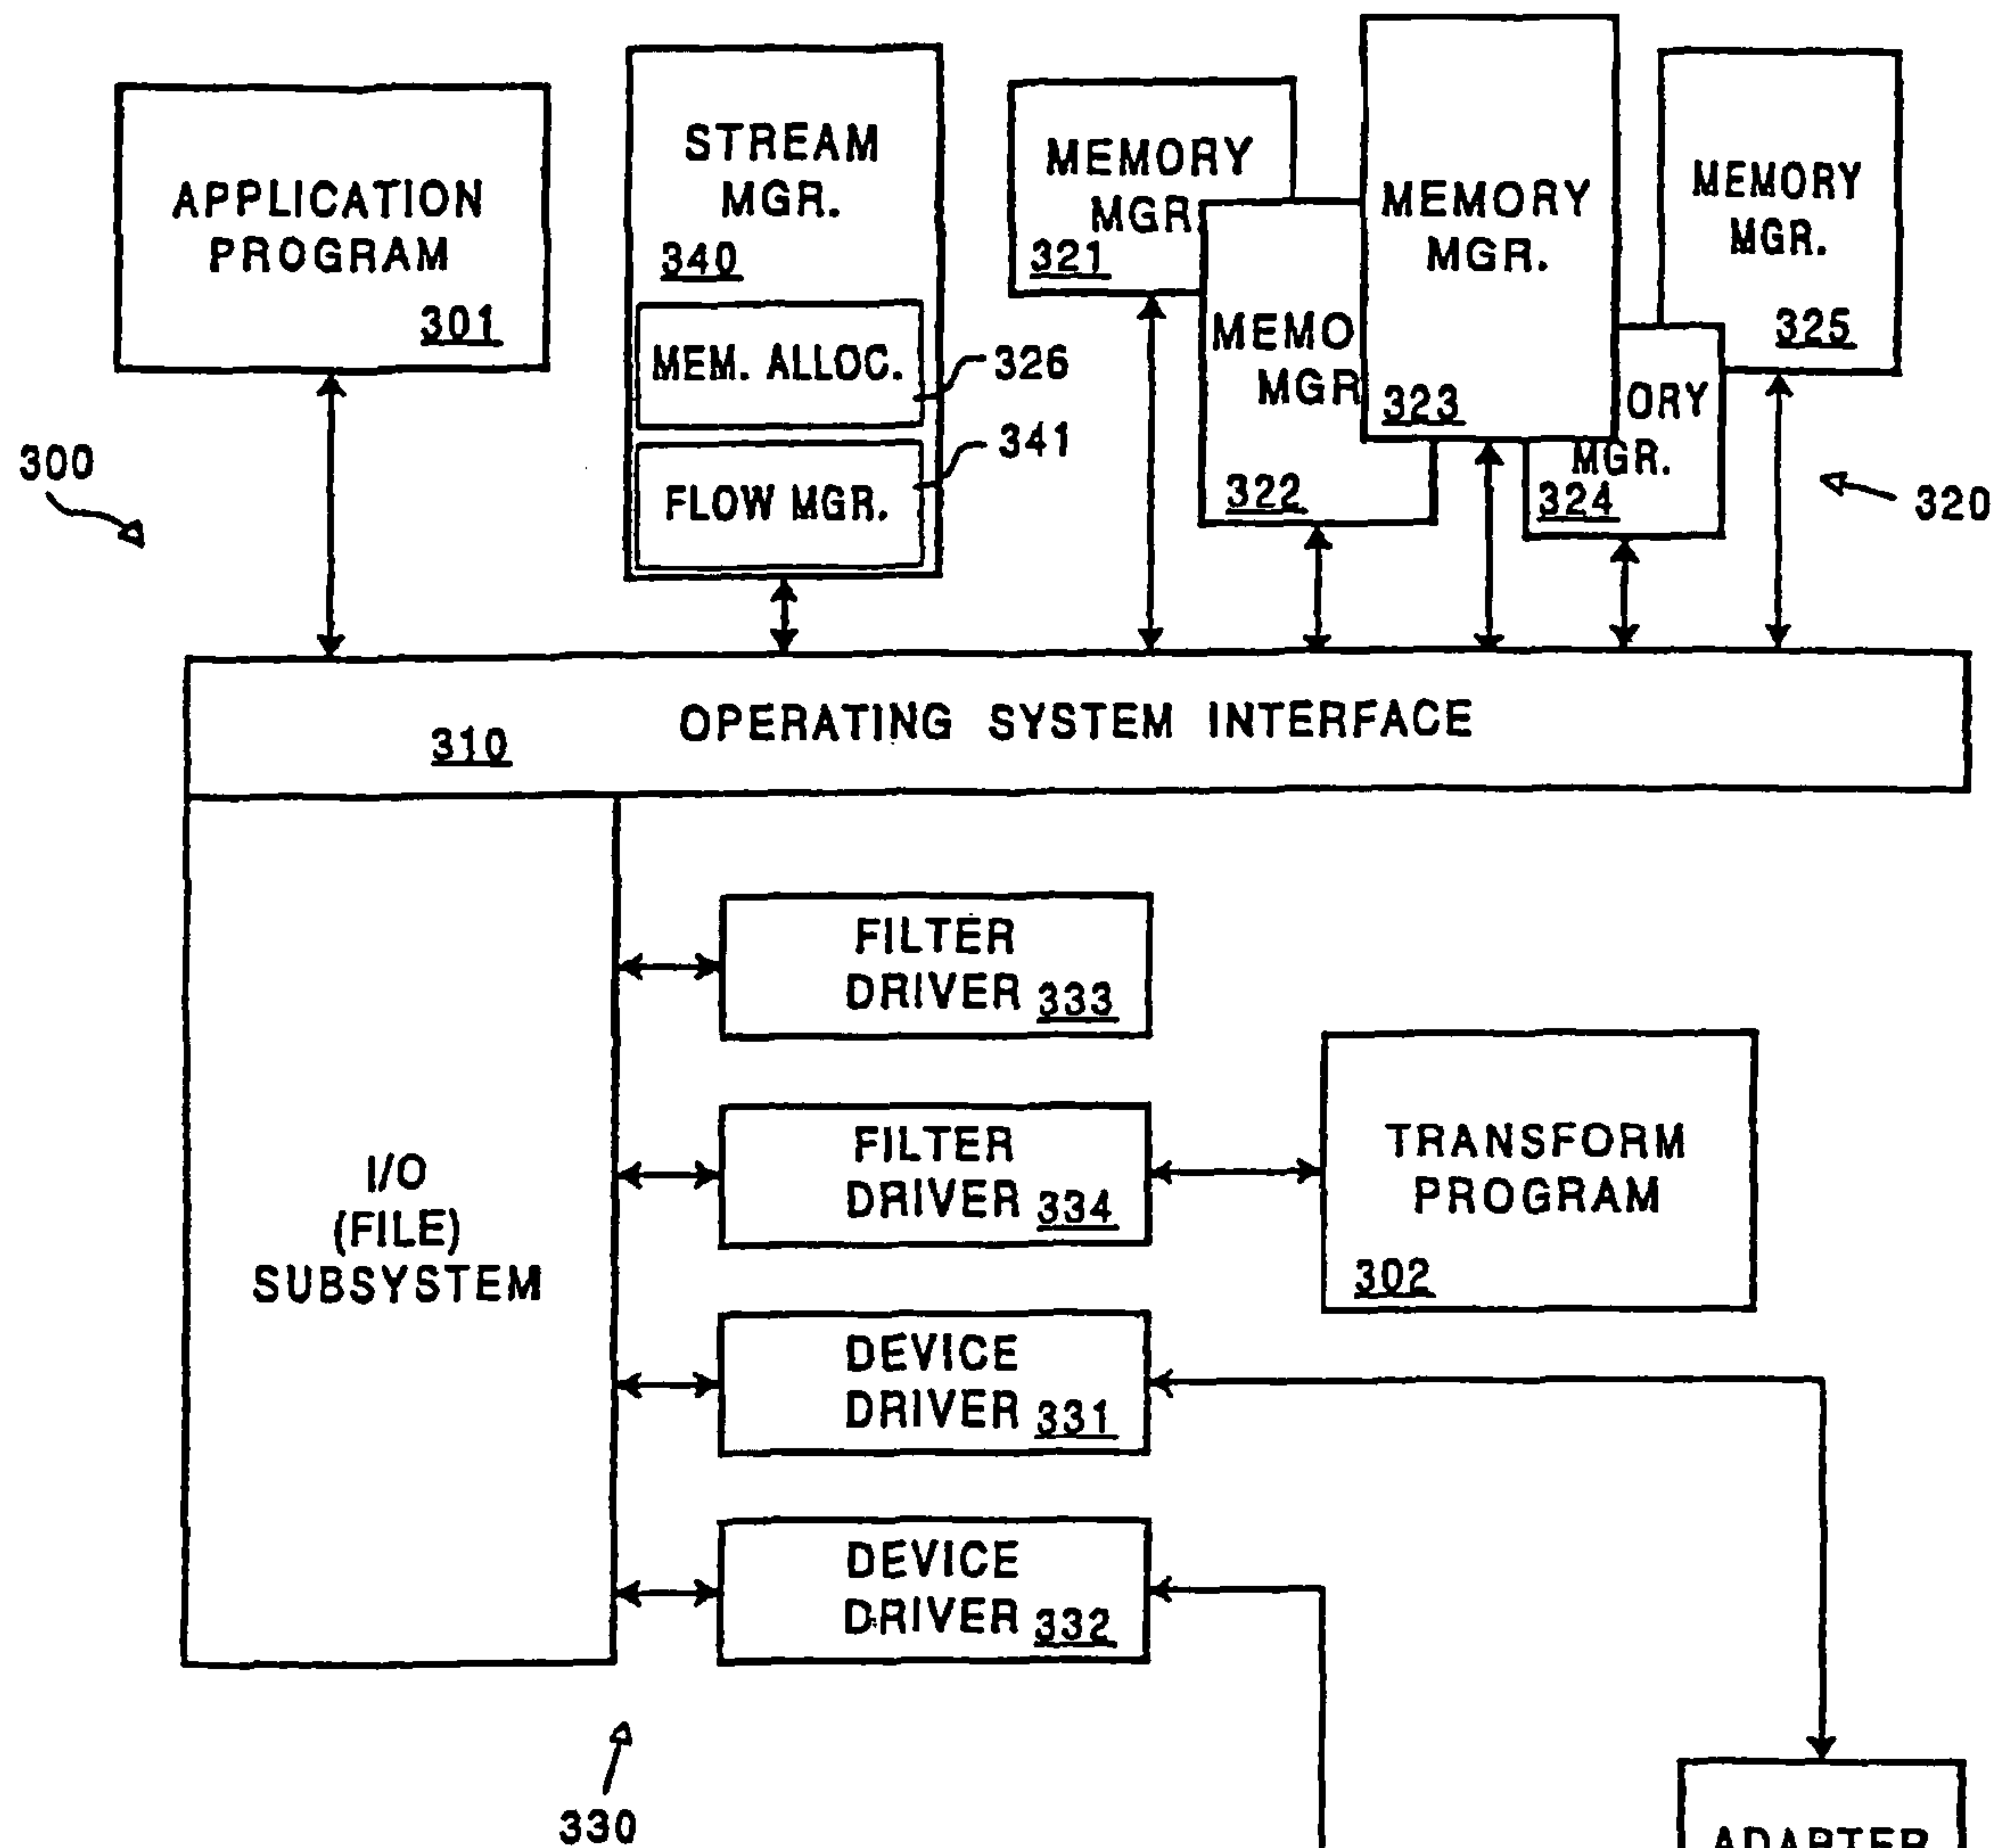 APPLICATION
PROGRAM
301
STREAM
MGR.
340
MEM. ALLOC.
326
FLOW MGR.
341
MEMORY
MGR.
321
MEMO
MGR
322
MEMORY
MGR.
323
ORY
MGR.
324
MEMORY
MGR.
325
300
320
310
OPERATING SYSTEM INTERFACE
I/O
(FILE)
SUBSYSTEM
FILTER
DRIVER 333
FILTER
DRIVER 334
TRANSFORM
PROGRAM
302
DEVICE
DRIVER 331
DEVICE
DRIVER 332
330
ADAPTER